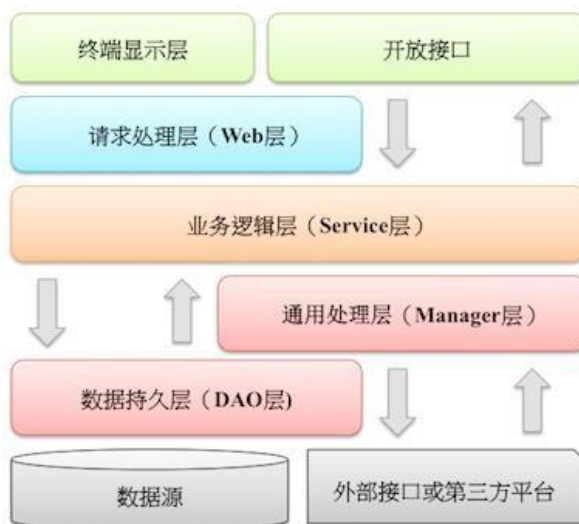 终端显示层
开放接口
请求处理层（Web层）
业务逻辑层（Service层）
通用处理层（Manager层）
数据持久层（DAO层)
数据源
外部接口或第三方平台